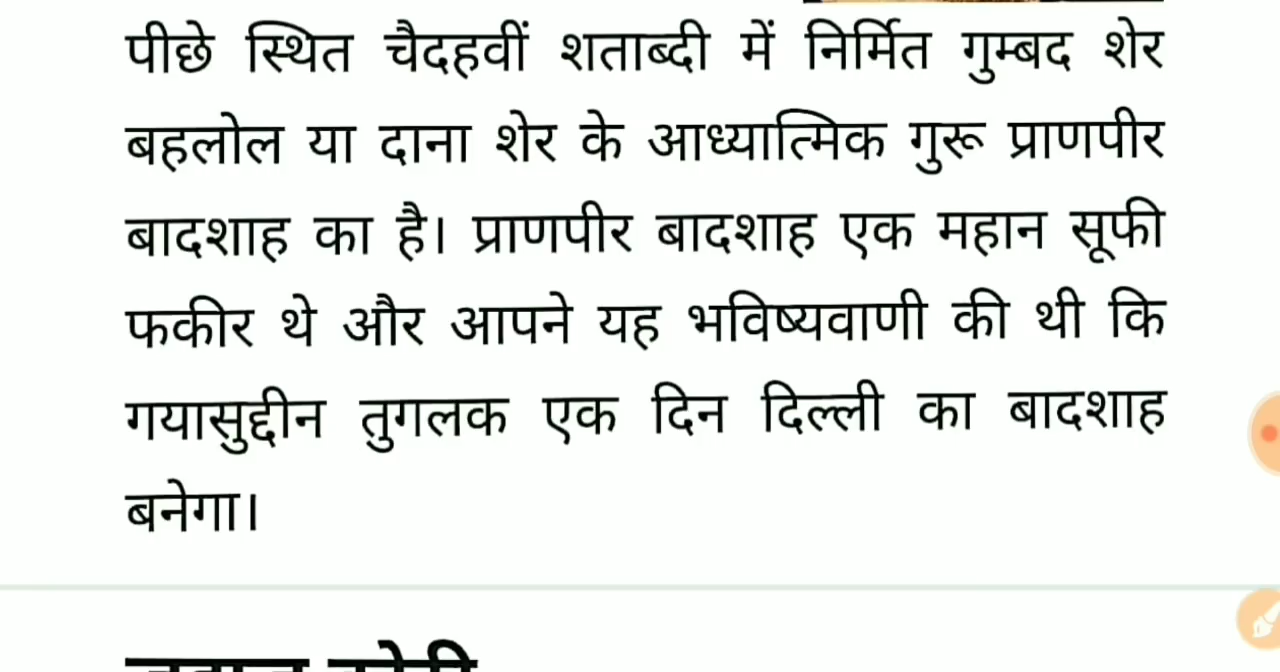 पीछे स्थित चैदहवीं शताब्दी में निर्मित गुम्बद शेर
बहलोल या दाना शेर के आध्यात्मिक गुरू प्राणपीर
बादशाह का है। प्राणपीर बादशाह एक महान सूफी
फकीर थे और आपने यह भविष्यवाणी की थी कि
गयासुद्दीन तुगलक एक दिन दिल्ली का बादशाह
बनेगा।